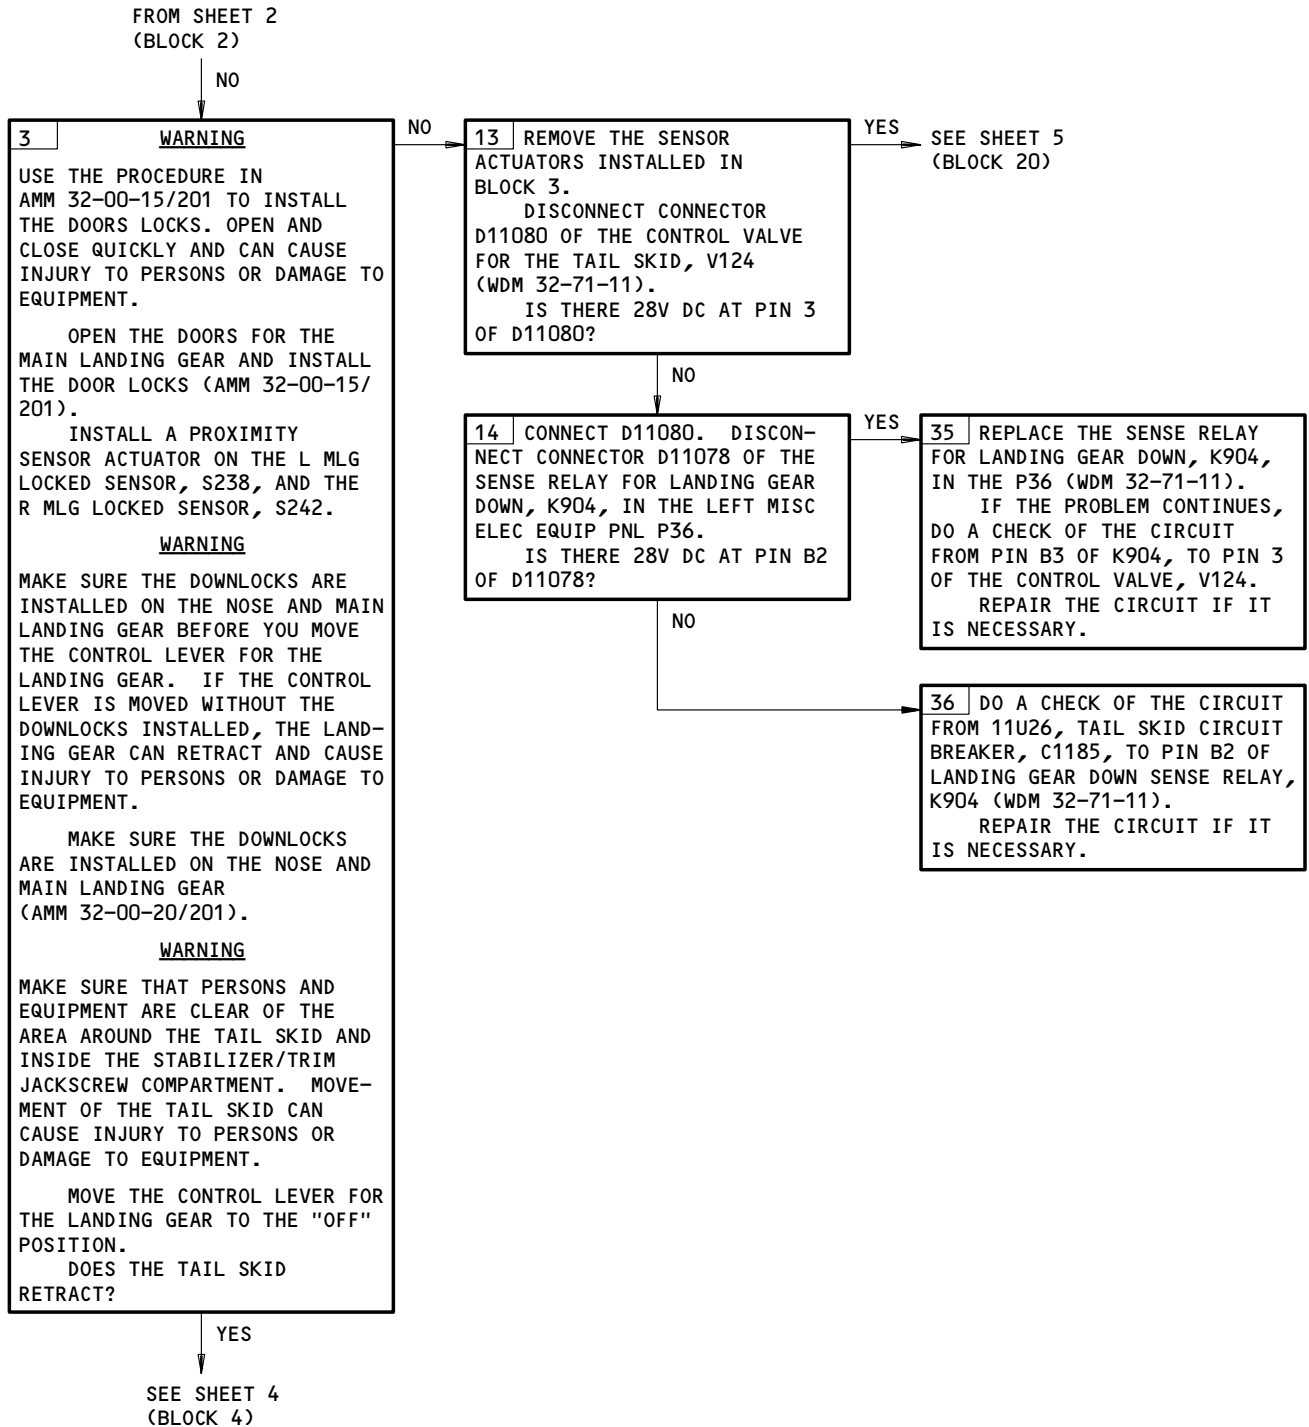 FROM SHEET 2
(BLOCK 2)
NO
3 WARNING
USE THE PROCEDURE IN
AMM 32-00-15/201 TO INSTALL
THE DOORS LOCKS. OPEN AND
CLOSE QUICKLY AND CAN CAUSE
INJURY TO PERSONS OR DAMAGE TO
EQUIPMENT.
OPEN THE DOORS FOR THE
MAIN LANDING GEAR AND INSTALL
THE DOOR LOCKS (AMM 32-00-15/
201).
INSTALL A PROXIMITY
SENSOR ACTUATOR ON THE L MLG
LOCKED SENSOR, S238, AND THE
R MLG LOCKED SENSOR, S242.
WARNING
MAKE SURE THE DOWNLOCKS ARE
INSTALLED ON THE NOSE AND MAIN
LANDING GEAR BEFORE YOU MOVE
THE CONTROL LEVER FOR THE
LANDING GEAR. IF THE CONTROL
LEVER IS MOVED WITHOUT THE
DOWNLOCKS INSTALLED, THE LAND-
ING GEAR CAN RETRACT AND CAUSE
INJURY TO PERSONS OR DAMAGE TO
EQUIPMENT.
MAKE SURE THE DOWNLOCKS
ARE INSTALLED ON THE NOSE AND
MAIN LANDING GEAR
(AMM 32-00-20/201).
WARNING
MAKE SURE THAT PERSONS AND
EQUIPMENT ARE CLEAR OF THE
AREA AROUND THE TAIL SKID AND
INSIDE THE STABILIZER/TRIM
JACKSCREW COMPARTMENT. MOVE-
MENT OF THE TAIL SKID CAN
CAUSE INJURY TO PERSONS OR
DAMAGE TO EQUIPMENT.
MOVE THE CONTROL LEVER FOR
THE LANDING GEAR TO THE "OFF"
POSITION.
DOES THE TAIL SKID
RETRACT?
YES
SEE SHEET 4
(BLOCK 4)
NO
13 REMOVE THE SENSOR
ACTUATORS INSTALLED IN
BLOCK 3.
DISCONNECT CONNECTOR
D11080 OF THE CONTROL VALVE
FOR THE TAIL SKID, V124
(WDM 32-71-11).
IS THERE 28V DC AT PIN 3
OF D11080?
YES
SEE SHEET 5
(BLOCK 20)
NO
14 CONNECT D11080. DISCON-
NECT CONNECTOR D11078 OF THE
SENSE RELAY FOR LANDING GEAR
DOWN, K904, IN THE LEFT MISC
ELEC EQUIP PNL P36.
IS THERE 28V DC AT PIN B2
OF D11078?
YES
35 REPLACE THE SENSE RELAY
FOR LANDING GEAR DOWN, K904,
IN THE P36 (WDM 32-71-11).
IF THE PROBLEM CONTINUES,
DO A CHECK OF THE CIRCUIT
FROM PIN B3 OF K904, TO PIN 3
OF THE CONTROL VALVE, V124.
REPAIR THE CIRCUIT IF IT
IS NECESSARY.
NO
36 DO A CHECK OF THE CIRCUIT
FROM 11U26, TAIL SKID CIRCUIT
BREAKER, C1185, TO PIN B2 OF
LANDING GEAR DOWN SENSE RELAY,
K904 (WDM 32-71-11).
REPAIR THE CIRCUIT IF IT
IS NECESSARY.